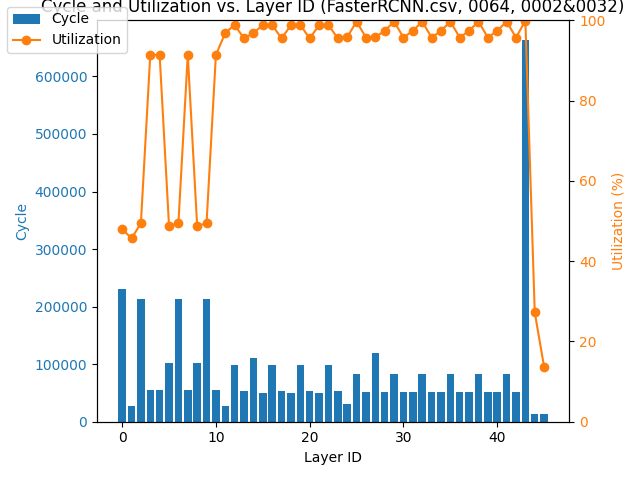 Cycle and Utilization vs. Layer ID (FasterRCNN.csv, 0064, 0002&0032)
Cycle
Utilization
600000
500000
400000
300000
200000
100000
0
Cycle
100
80
60
40
20
0
Utilization (%)
0 10 20 30 40
Layer ID